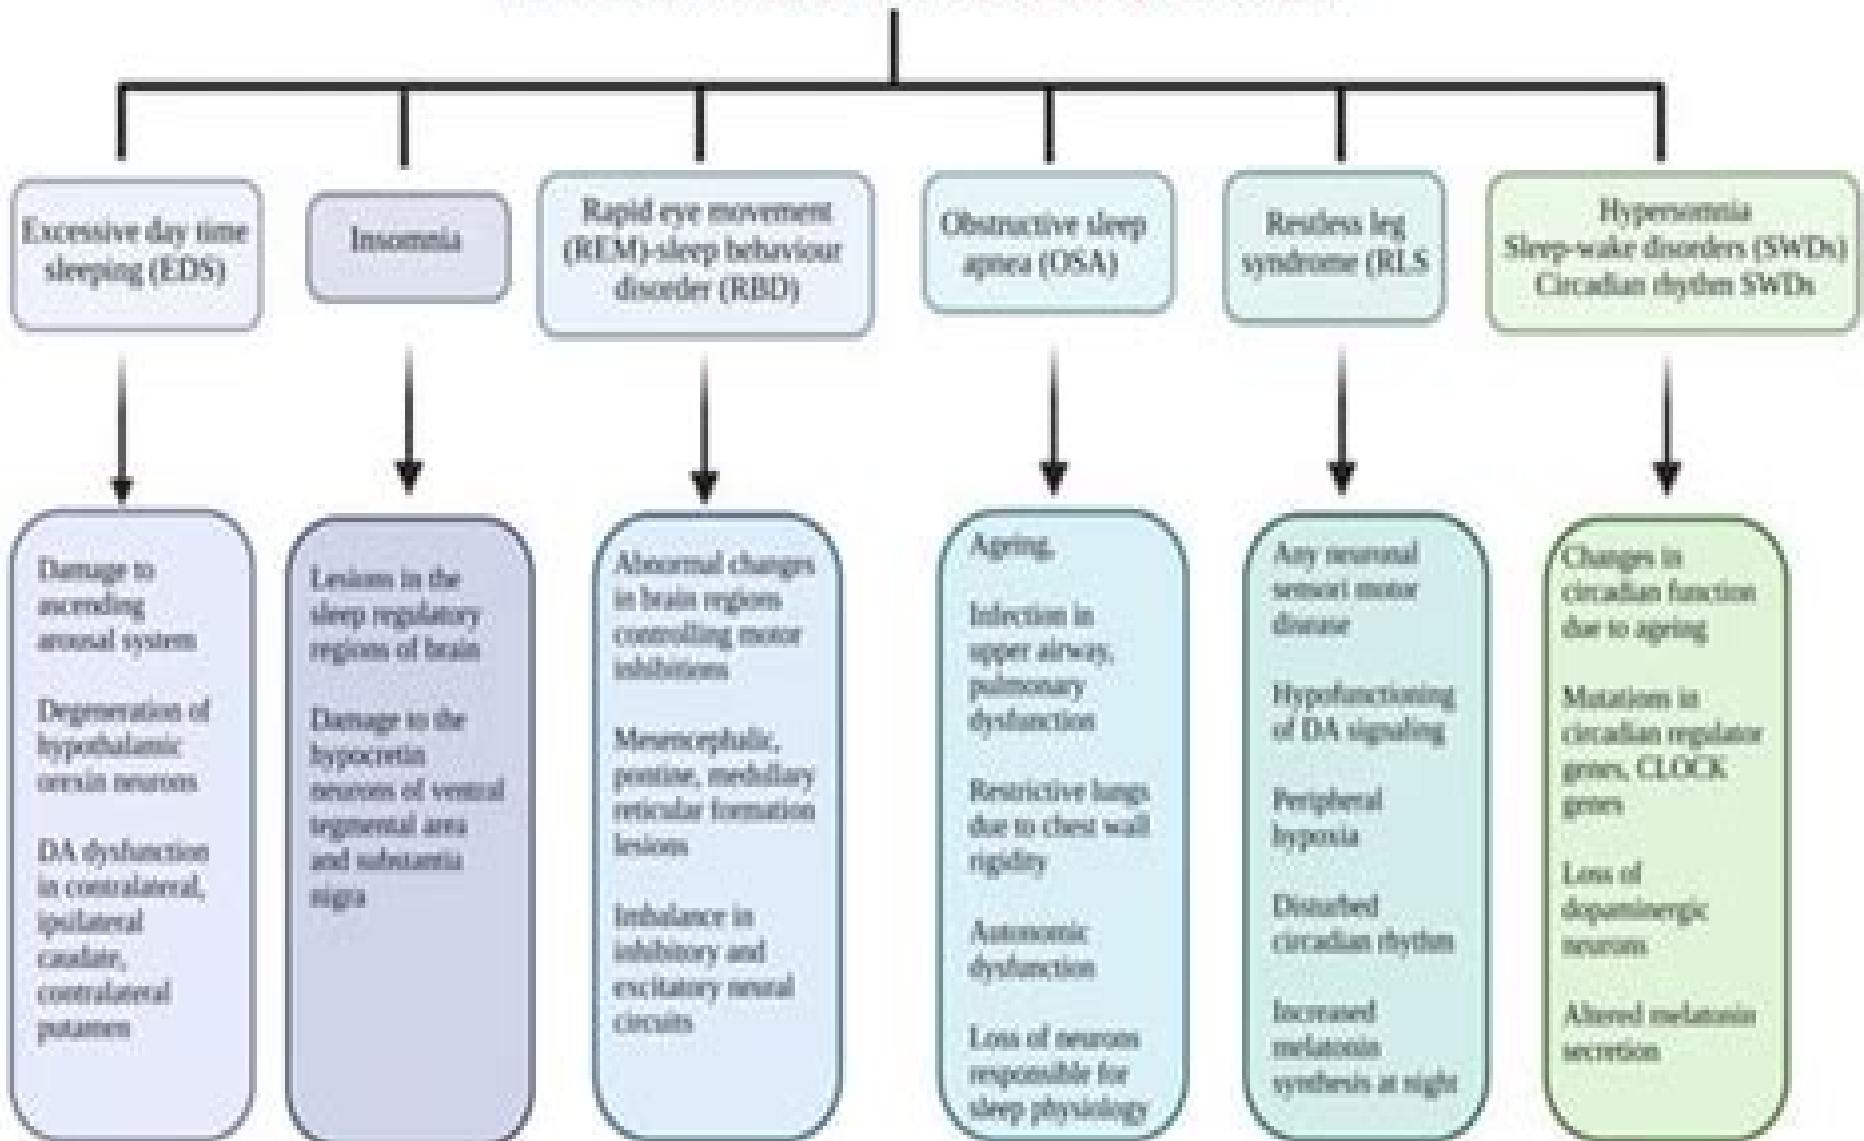 Excessive day time
sleeping (EDS)
Insomnia
Rapid eye movement
(REM)-sleep behaviour
disorder (RBD)
Obstructive sleep
apnea (OSA)
Restless leg
syndrome (RLS
Hypersomnia
Sleep-wake disorders (SWDs)
Circadian rhythm SWDs
Damage to
ascending
arousal system
Degeneration of
hypothalamic
orexin neurons
DA dysfunction
in contralateral,
ipsilateral
caudate,
contralateral
putamen
Lesions in the
sleep regulatory
regions of brain
Damage to the
hypocretin
neurons of ventral
tegmental area
and substantia
nigra
Abnormal changes
in brain regions
controlling motor
inhibitions
Mesencephalic,
pontine, medullary
reticular formation
lesions
Imbalance in
inhibitory and
excitatory neural
circuits
Ageing,
Infection in
upper airway,
pulmonary
dysfunction
Restrictive lungs
due to chest wall
rigidity
Autonomic
dysfunction
Loss of neurons
responsible for
sleep physiology
Any neuronal
sensori motor
disease
Hypofunctioning
of DA signaling
Peripheral
hypoxia
Disturbed
circadian rhythm
Increased
melatonin
synthesis at night
Changes in
circadian function
due to ageing
Mutations in
circadian regulator
genes, CLOCK
genes
Loss of
dopaminergic
neurons
Altered melatonin
secretion